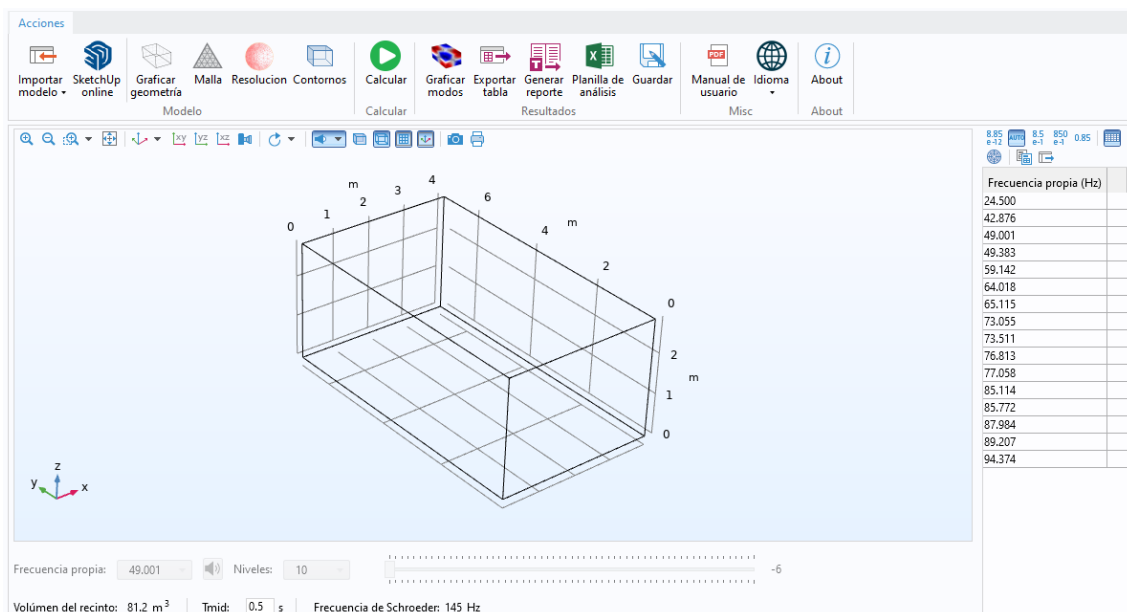 Acciones
Importar modelo
SketchUp online
Graficar geometría
Malla
Resolucion
Contornos
Calcular
Graficar modos
Exportar tabla
Generar reporte
Planilla de análisis
Guardar
PDF
Manual de usuario
Idioma
About
Modelo
Calcular
Resultados
Misc
About
xy yz xz
8.85 e-12 AUTO 8.5 e-1 850 e-1 0.85
Frecuencia propia (Hz)
24.500
42.876
49.001
49.383
59.142
64.018
65.115
73.055
73.511
76.813
77.058
85.114
85.772
87.984
89.207
94.374
m
0 1 2 3 4
6 4 2 0
m
2 1 0
m
z
y x
Frecuencia propia: 49.001 Niveles: 10 -6
Volúmen del recinto: 81.2 m³ Tmid: 0.5 s Frecuencia de Schroeder: 145 Hz